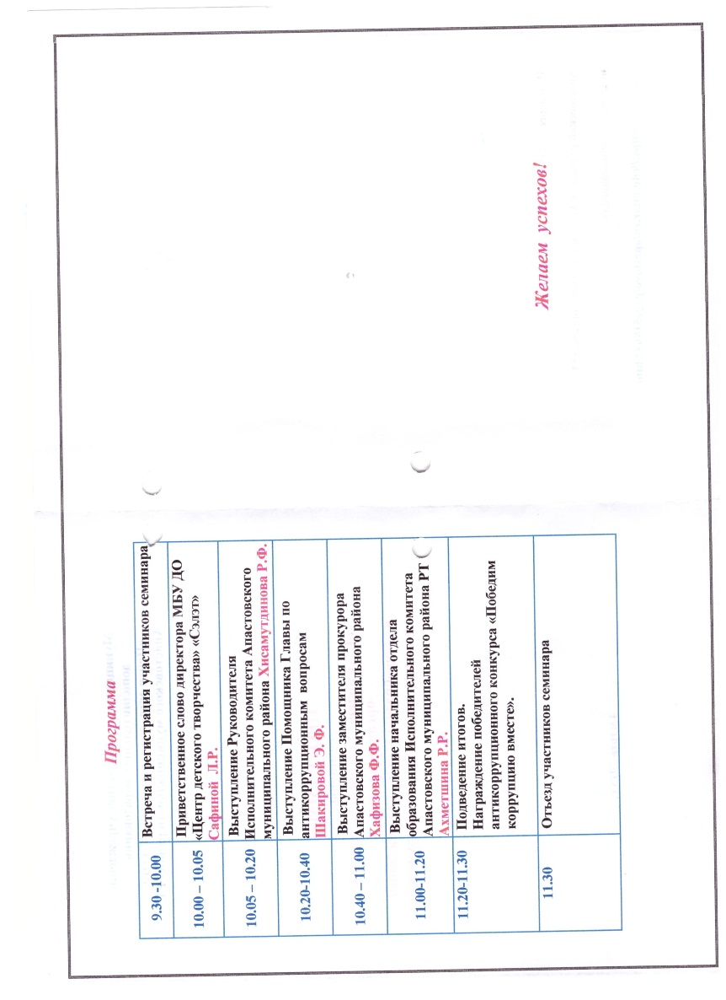 Программа
9.30 -10.00 Встреча и регистрация участников семинара
10.00 – 10.05 Приветственное слово директора МБУ ДО
«Центр детского творчества» «Сэлэт»
Сафиной Л.Р.
10.05 – 10.20 Выступление Руководителя
Исполнительного комитета Апастовского
муниципального район Хисамутдинова Р.Ф.
10.20-10.40 Выступление Помощника Главы по
антикоррупционным вопросам
Шакировой Э. Ф.
10.40 – 11.00 Выступление заместителя прокурора
Апастовского муниципального района
Хафизова Ф.Ф.
11.00-11.20 Выступление начальника отдела
образования Исполнительного комитета
Апастовского муниципального района РТ
Ахметшина Р.Р.
11.20-11.30 Подведение итогов.
Награждение победителей
антикоррупционного конкурса «Победим
коррупцию вместе».
11.30 Отъезд участников семинара
Желаем успехов!